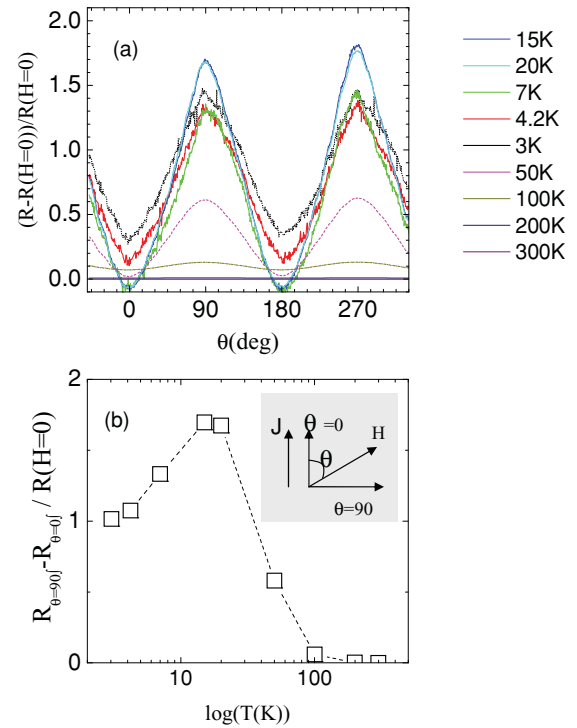 (a)
2.0
1.5
1.0
0.5
0.0
(R-R(H=0))/R(H=0)
0 90 180 270
θ(deg)
15K
20K
7K
4.2K
3K
50K
100K
200K
300K
(b)
2
1
0
R θ=90∫ -R θ=0∫ / R(H=0)
J θ =0 H
θ
θ=90
10 100
log(T(K))